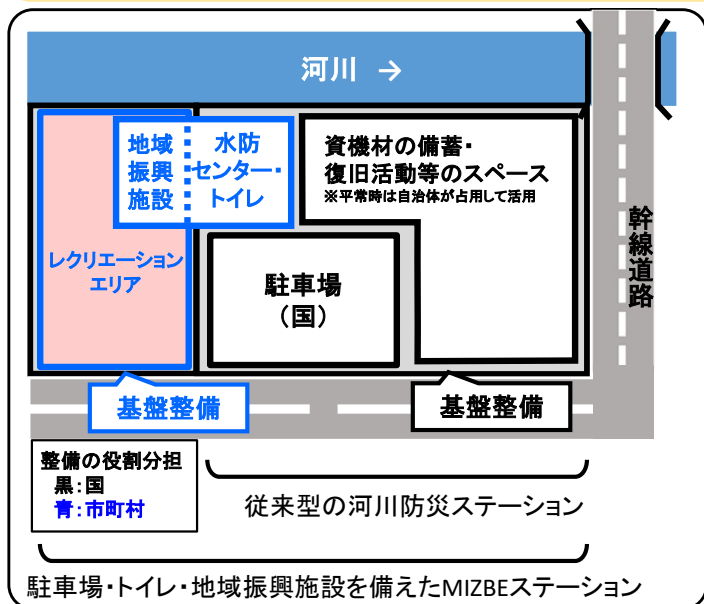 河川 →
地域
振興
施設
水防
センター・
トイレ
資機材の備蓄・
復旧活動等のスペース
※平常時は自治体が占用して活用
幹線道路
レクリエーション
エリア
駐車場
（国）
基盤整備
基盤整備
整備の役割分担
黒：国
青：市町村
従来型の河川防災ステーション
駐車場・トイレ・地域振興施設を備えたMIZBEステーション